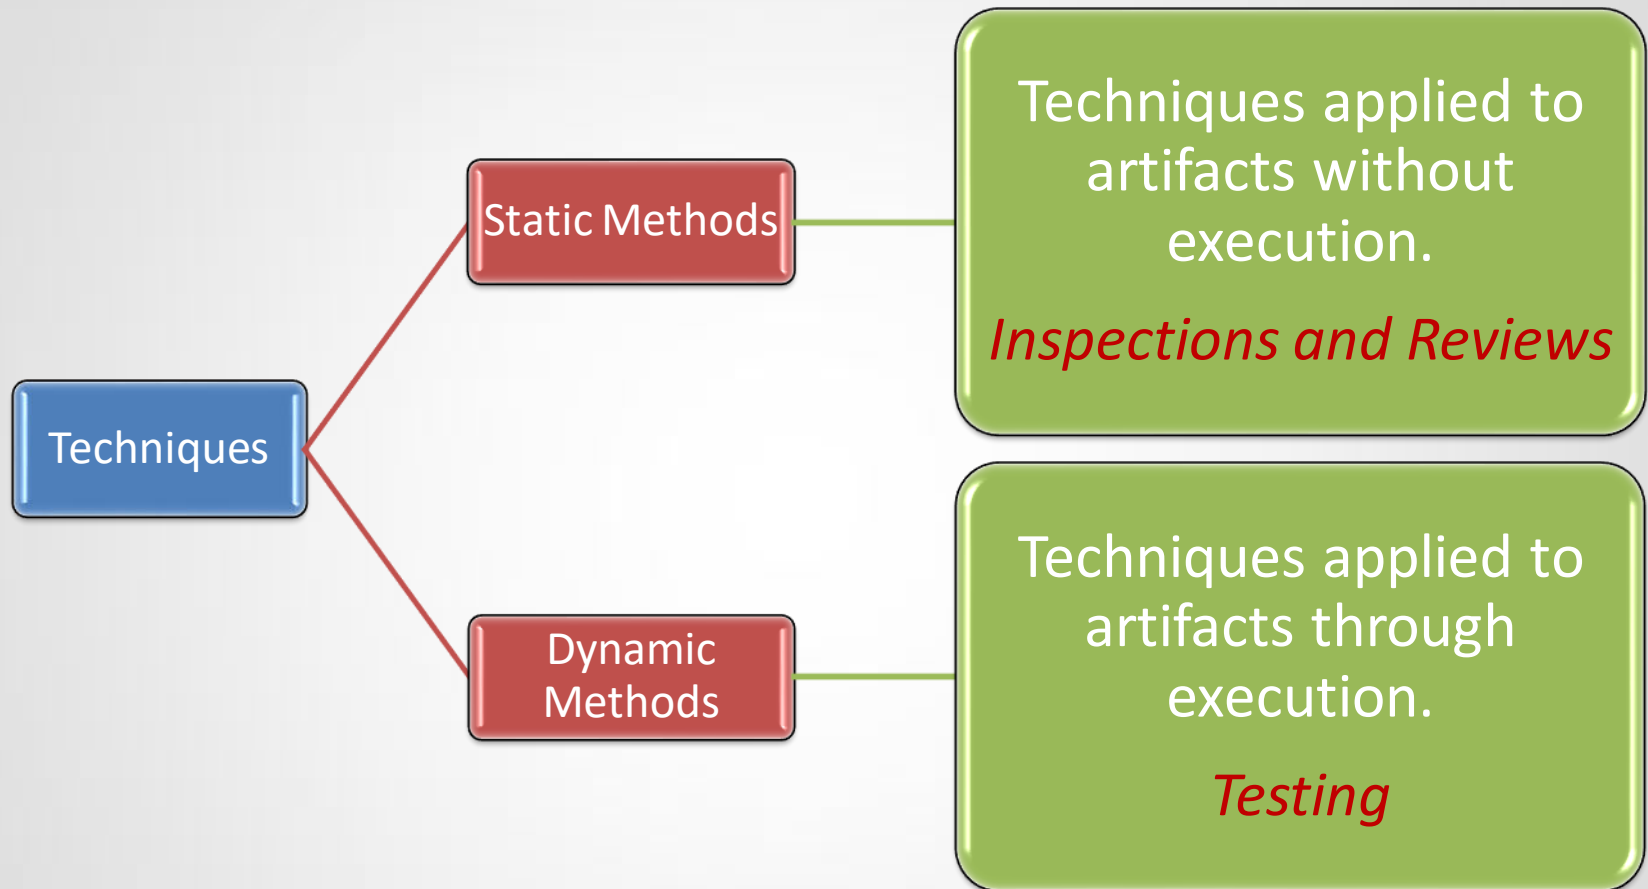 Techniques
Static Methods
Techniques applied to
artifacts without
execution.
Inspections and Reviews
Dynamic
Methods
Techniques applied to
artifacts through
execution.
Testing